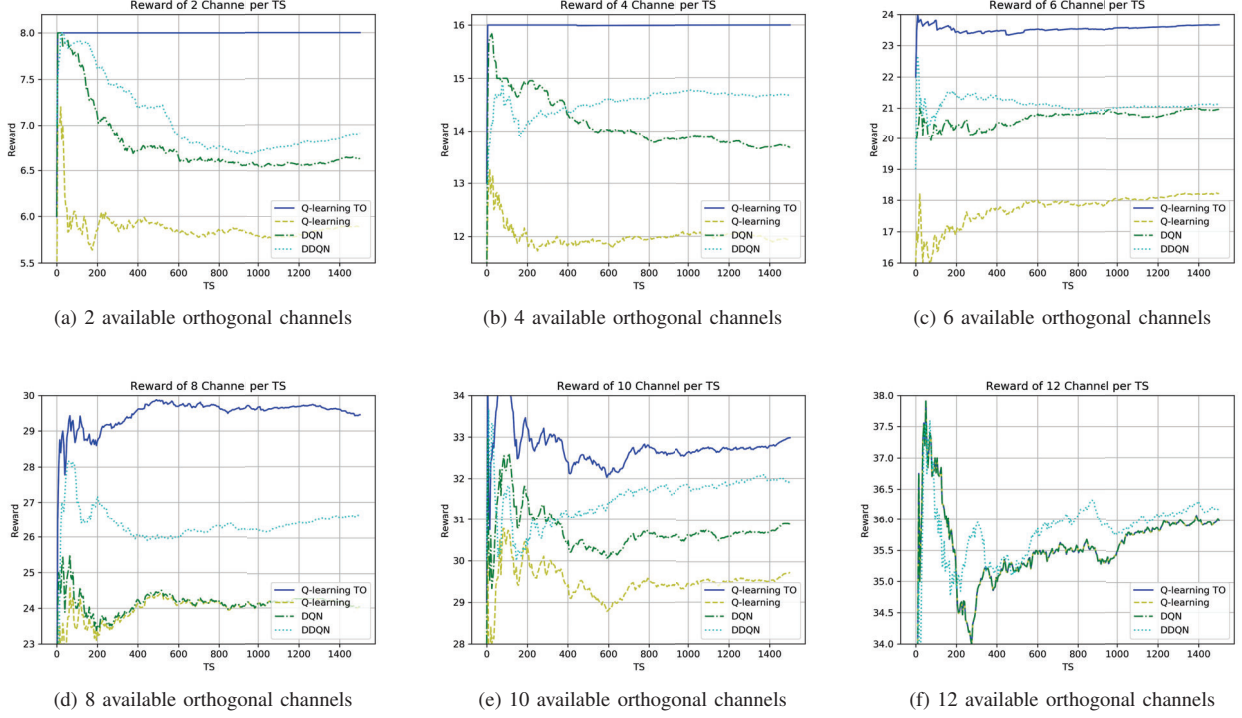 Reward of 2 Channel per TS
Reward
8.0
7.5
7.0
6.5
6.0
5.5
Q-learning TO
Q-learning
DQN
DDQN
0 200 400 600 800 1000 1200 1400
TS
(a) 2 available orthogonal channels
Reward of 4 Channel per TS
Reward
16
15
14
13
12
Q-learning TO
Q-learning
DQN
DDQN
0 200 400 600 800 1000 1200 1400
TS
(b) 4 available orthogonal channels
Reward of 6 Channel per TS
Reward
24
23
22
21
20
19
18
17
16
Q-learning TO
Q-learning
DQN
DDQN
0 200 400 600 800 1000 1200 1400
TS
(c) 6 available orthogonal channels
Reward of 8 Channe per TS
Reward
30
29
28
27
26
25
24
23
Q-learning TO
Q-learning
DQN
DDQN
0 200 400 600 800 1000 1200 1400
TS
(d) 8 available orthogonal channels
Reward of 10 Channel per TS
Reward
34
33
32
31
30
29
28
Q-learning TO
Q-learning
DQN
DDQN
0 200 400 600 800 1000 1200 1400
TS
(e) 10 available orthogonal channels
Reward of 12 Channel per TS
Reward
38.0
37.5
37.0
36.5
36.0
35.5
35.0
34.5
34.0
Q-learning TO
Q-learning
DQN
DDQN
0 200 400 600 800 1000 1200 1400
TS
(f) 12 available orthogonal channels